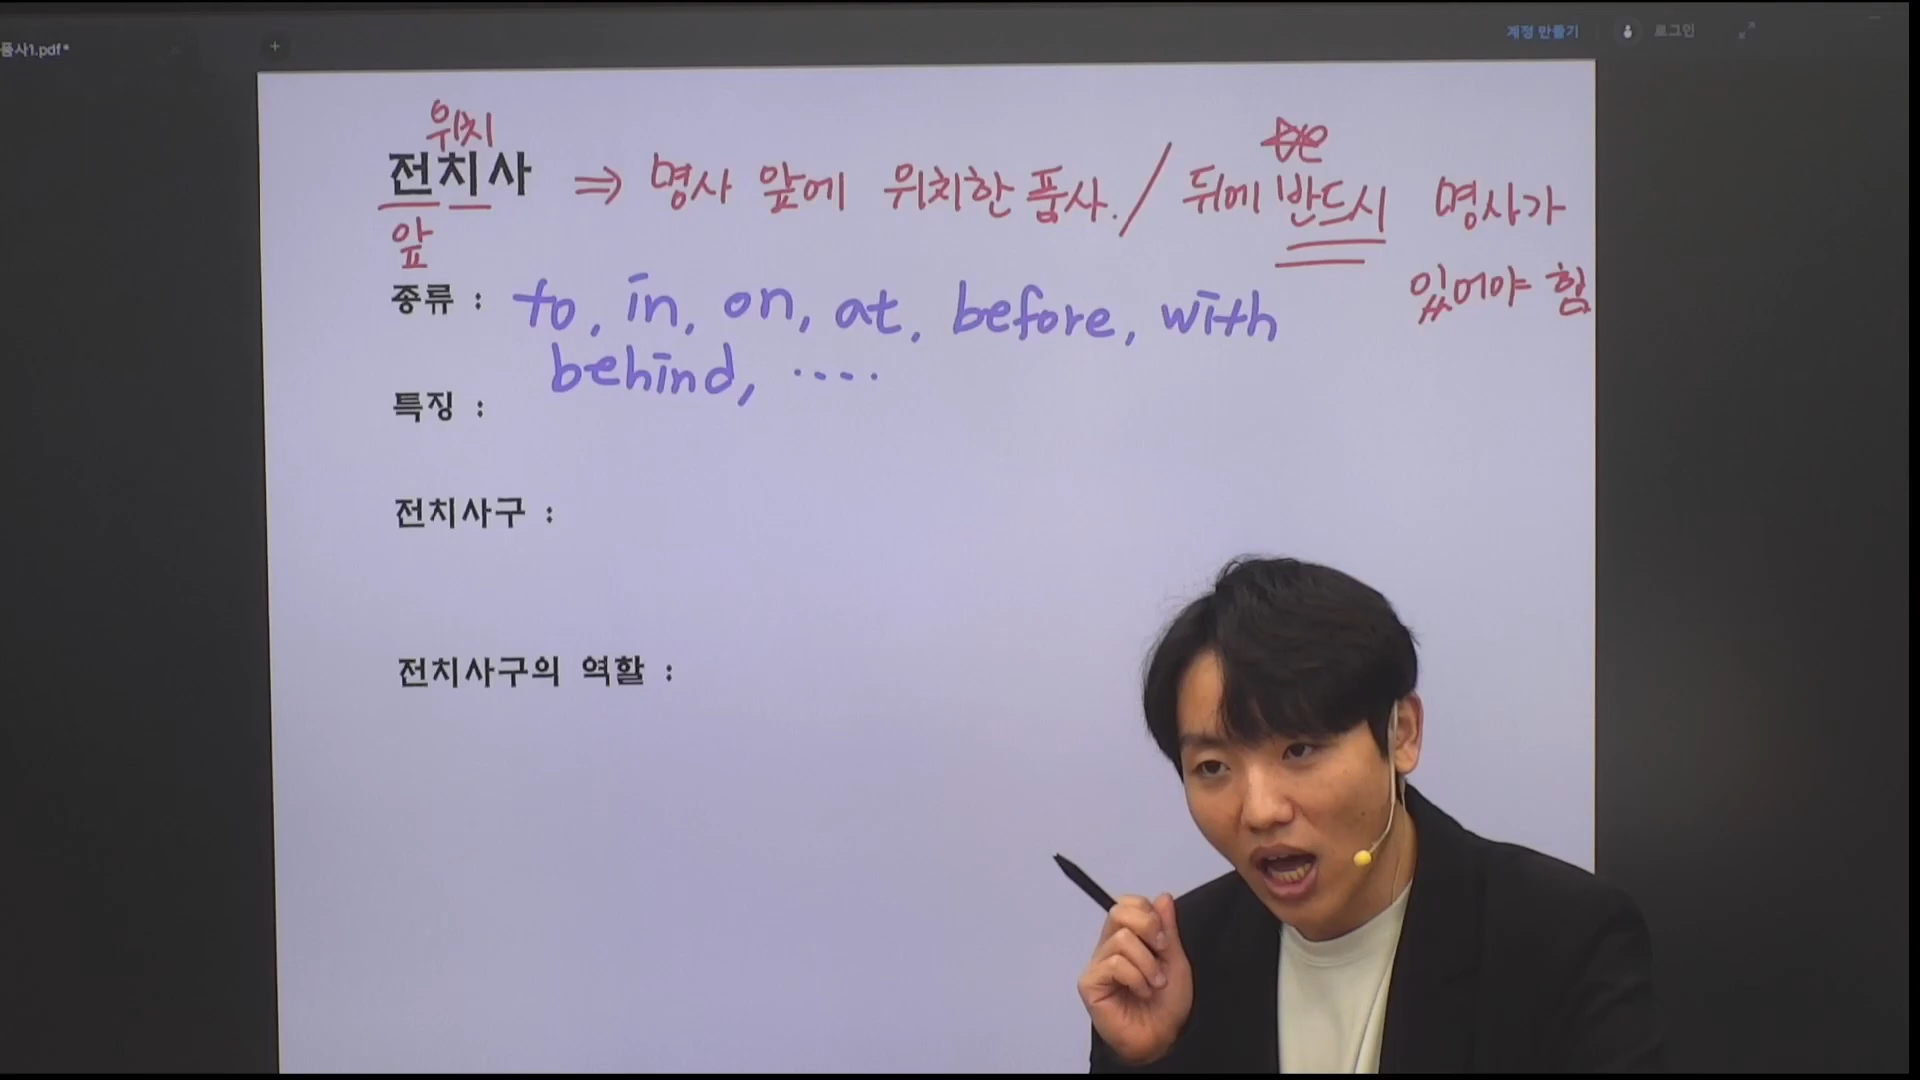 품사1.pdf*
+
계정 만들기
로그인
위치
전치사 ⇒ 명사 앞에 위치한 품사. / 뒤에 반드시 명사가
있어야 힘
앞
종류 : to, in, on, at, before, with
behind, ....
특징 :
전치사구 :
전치사구의 역할 :